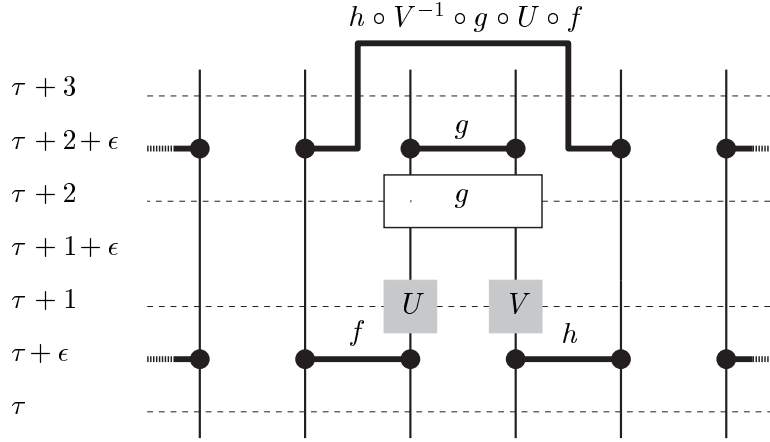 h ∘ V⁻¹ ∘ g ∘ U ∘ f
τ + 3
τ + 2 + ϵ g
τ + 2 g
τ + 1 + ϵ
τ + 1 U V
τ + ϵ f h
τ